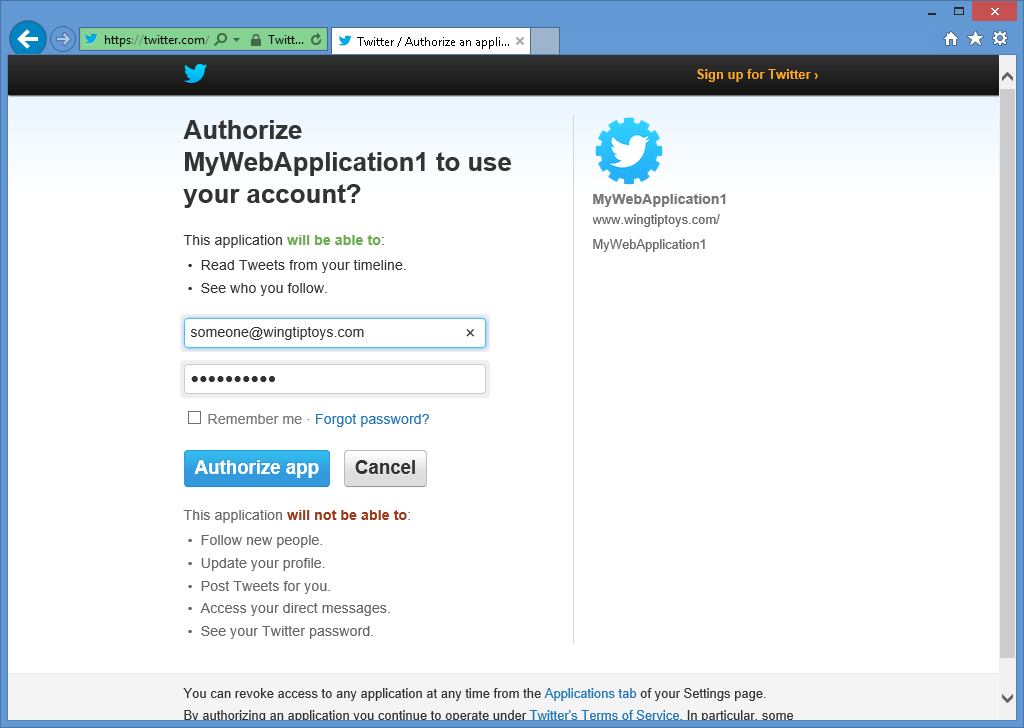 https://twitter.com/
Twitt...
Twitter / Authorize an appli...
Sign up for Twitter ›
Authorize
MyWebApplication1 to use
your account?
This application will be able to:
• Read Tweets from your timeline.
• See who you follow.
someone@wingtiptoys.com
Remember me · Forgot password?
Authorize app
Cancel
This application will not be able to:
• Follow new people.
• Update your profile.
• Post Tweets for you.
• Access your direct messages.
• See your Twitter password.
MyWebApplication1
www.wingtiptoys.com/
MyWebApplication1
You can revoke access to any application at any time from the Applications tab of your Settings page.
By authorizing an application you continue to operate under Twitter's Terms of Service. In particular, some